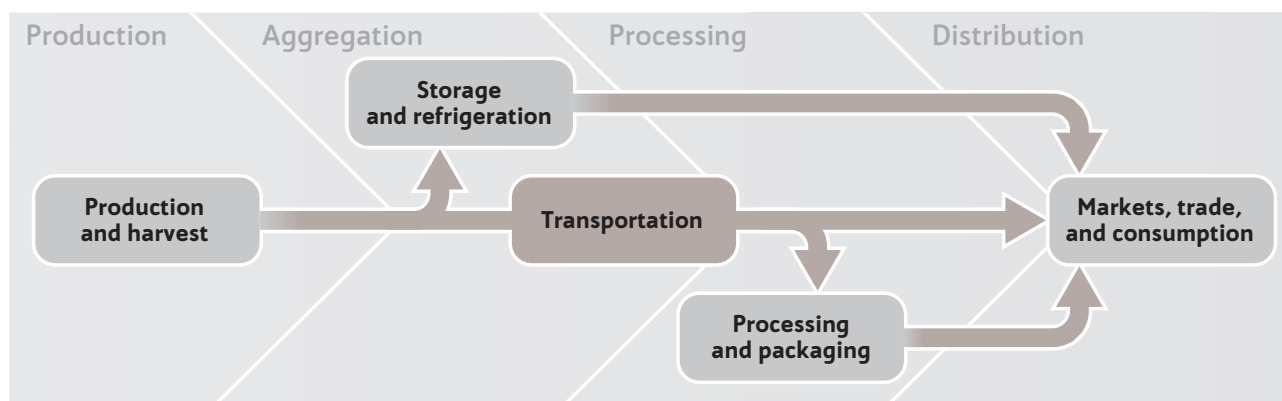 Production
Aggregation
Processing
Distribution
Storage
and refrigeration
Production
and harvest
Transportation
Markets, trade,
and consumption
Processing
and packaging